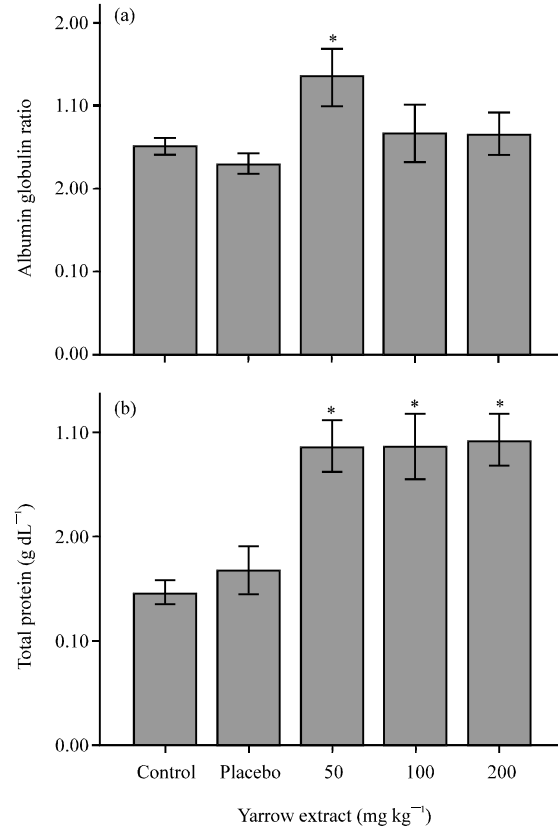 (a)
Albumin globulin ratio
2.00
1.10
2.00
0.10
0.00
*
(b)
Total protein (g dL⁻¹)
1.10
2.00
0.10
0.00
* * *
Control Placebo 50 100 200
Yarrow extract (mg kg⁻¹)